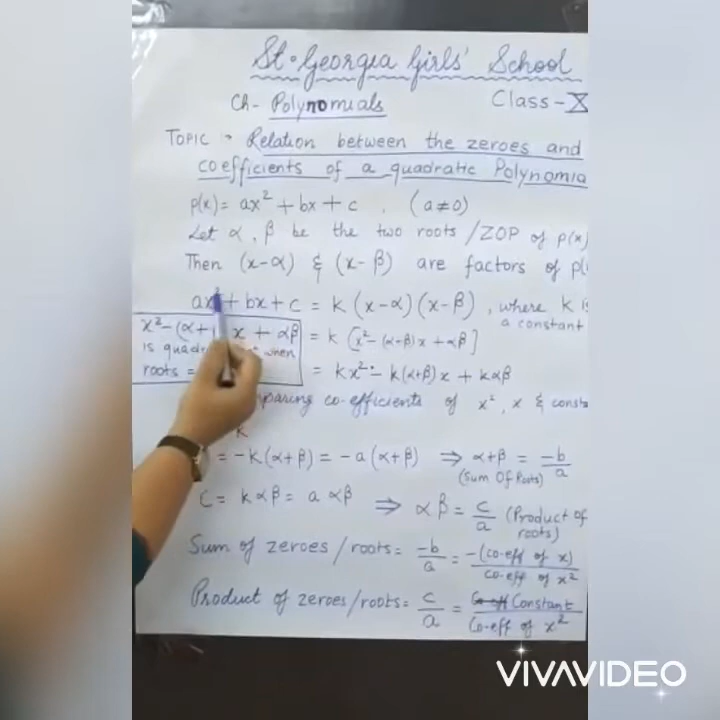 St. Georgia Girls' School
Ch- Polynomials Class-X
TOPIC - Relation between the zeroes and
coefficients of a quadratic Polynomia
p(x)= ax² + bx + c , (a≠0)
Let α, β be the two roots /ZOP of p(x)
Then (x-α) & (x-β) are factors of p(
ax² + bx + c = k (x-α)(x-β) , where k is
a constant
x²-(α+ x + αβ = k [x²-(α+β)x + αβ]
is when
roots = = kx² - k(α+β)x + kαβ
co-efficients of x², x & const
k
= -k(α+β) = -a(α+β) ⇒ α+β = -b/a
(Sum Of Roots)
C = kαβ = a αβ ⇒ αβ = c/a (Product of
roots)
Sum of zeroes/roots = -b/a = -(co-eff of x)/co-eff of x²
Product of zeroes/roots = c/a = Constant/Co-eff of x²
VIVAVIDEO